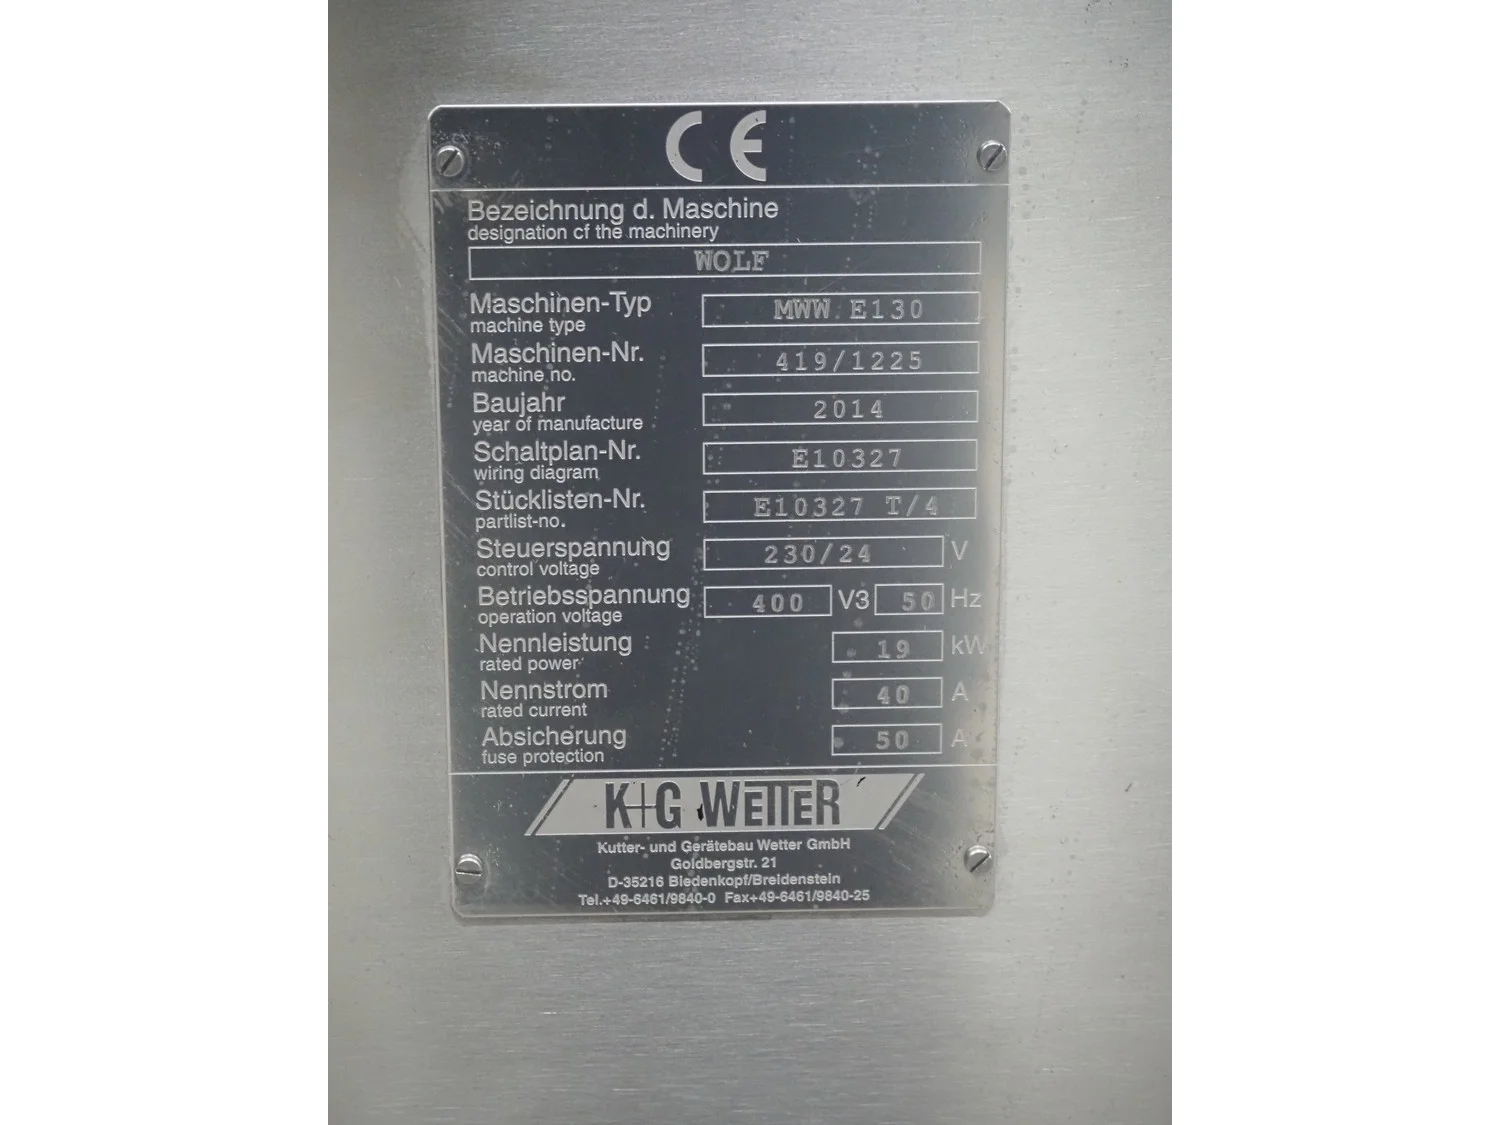 CE
Bezeichnung d. Maschine
designation of the machinery
WOLF
Maschinen-Typ MWW E130
machine type
Maschinen-Nr. 419/1225
machine no.
Baujahr 2014
year of manufacture
Schaltplan-Nr. E10327
wiring diagram
Stücklisten-Nr. E10327 T/4
partlist-no.
Steuerspannung 230/24 V
control voltage
Betriebsspannung 400 V3 50 Hz
operation voltage
Nennleistung 19 kW
rated power
Nennstrom 40 A
rated current
Absicherung 50 A
fuse protection
K+G WETTER
Kutter- und Gerätebau Wetter GmbH
Goldbergstr. 21
D-35216 Biedenkopf/Breidenstein
Tel.+49-6461/9840-0 Fax+49-6461/9840-25